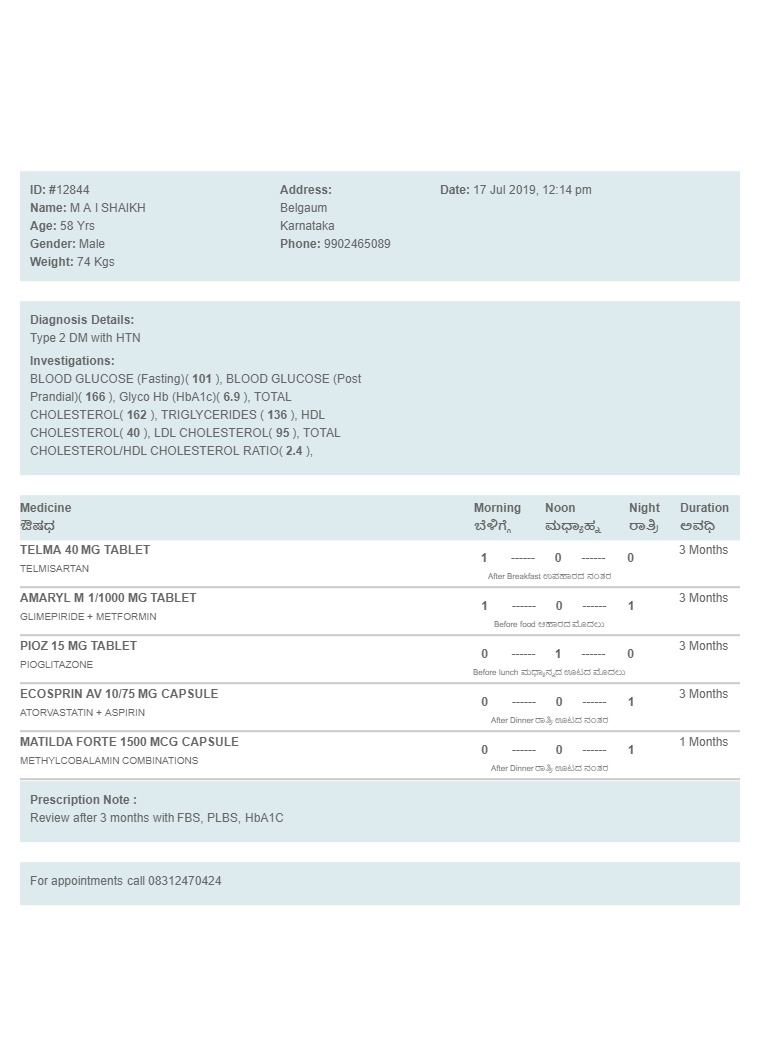 ID: #12844
Name: M A I SHAIKH
Age: 58 Yrs
Gender: Male
Weight: 74 Kgs
Address:
Belgaum
Karnataka
Phone: 9902465089
Date: 17 Jul 2019, 12:14 pm
Diagnosis Details:
Type 2 DM with HTN
Investigations:
BLOOD GLUCOSE (Fasting)( 101 ), BLOOD GLUCOSE (Post
Prandial)( 166 ), Glyco Hb (HbA1c)( 6.9 ), TOTAL
CHOLESTEROL( 162 ), TRIGLYCERIDES ( 136 ), HDL
CHOLESTEROL( 40 ), LDL CHOLESTEROL( 95 ), TOTAL
CHOLESTEROL/HDL CHOLESTEROL RATIO( 2.4 ),
Medicine Morning Noon Night Duration
ಔಷಧ ಬೆಳಿಗ್ಗೆ ಮಧ್ಯಾಹ್ನ ರಾತ್ರಿ ಅವಧಿ
TELMA 40 MG TABLET 1 ------ 0 ------ 0 3 Months
TELMISARTAN After Breakfast ಉಪಹಾರದ ನಂತರ
AMARYL M 1/1000 MG TABLET 1 ------ 0 ------ 1 3 Months
GLIMEPIRIDE + METFORMIN Before food ಆಹಾರದ ಮೊದಲು
PIOZ 15 MG TABLET 0 ------ 1 ------ 0 3 Months
PIOGLITAZONE Before lunch ಮಧ್ಯಾನ್ನದ ಊಟದ ಮೊದಲು
ECOSPRIN AV 10/75 MG CAPSULE 0 ------ 0 ------ 1 3 Months
ATORVASTATIN + ASPIRIN After Dinner ರಾತ್ರಿ ಊಟದ ನಂತರ
MATILDA FORTE 1500 MCG CAPSULE 0 ------ 0 ------ 1 1 Months
METHYLCOBALAMIN COMBINATIONS After Dinner ರಾತ್ರಿ ಊಟದ ನಂತರ
Prescription Note :
Review after 3 months with FBS, PLBS, HbA1C
For appointments call 08312470424